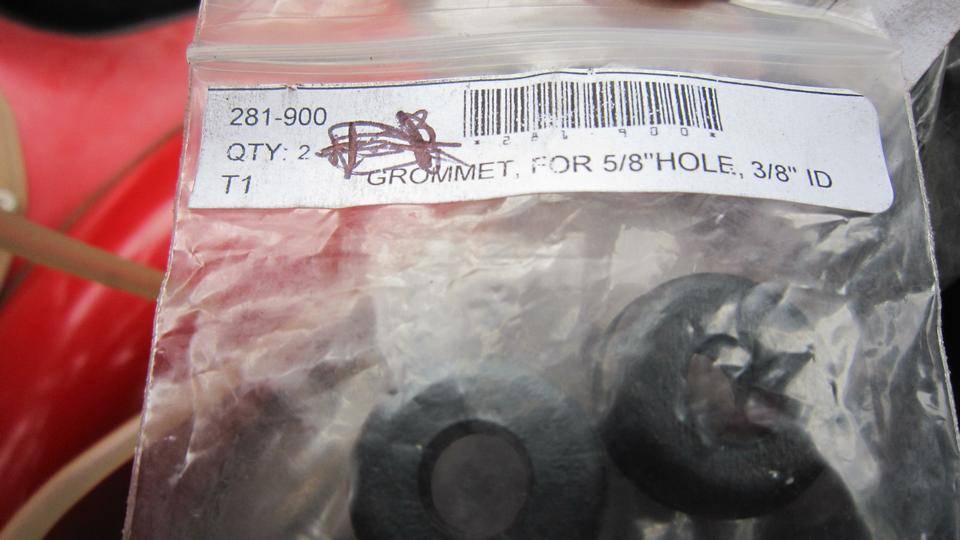 281-900
* 281 - 900 *
QTY: 2
GROMMET, FOR 5/8"HOLE, 3/8" ID
T1